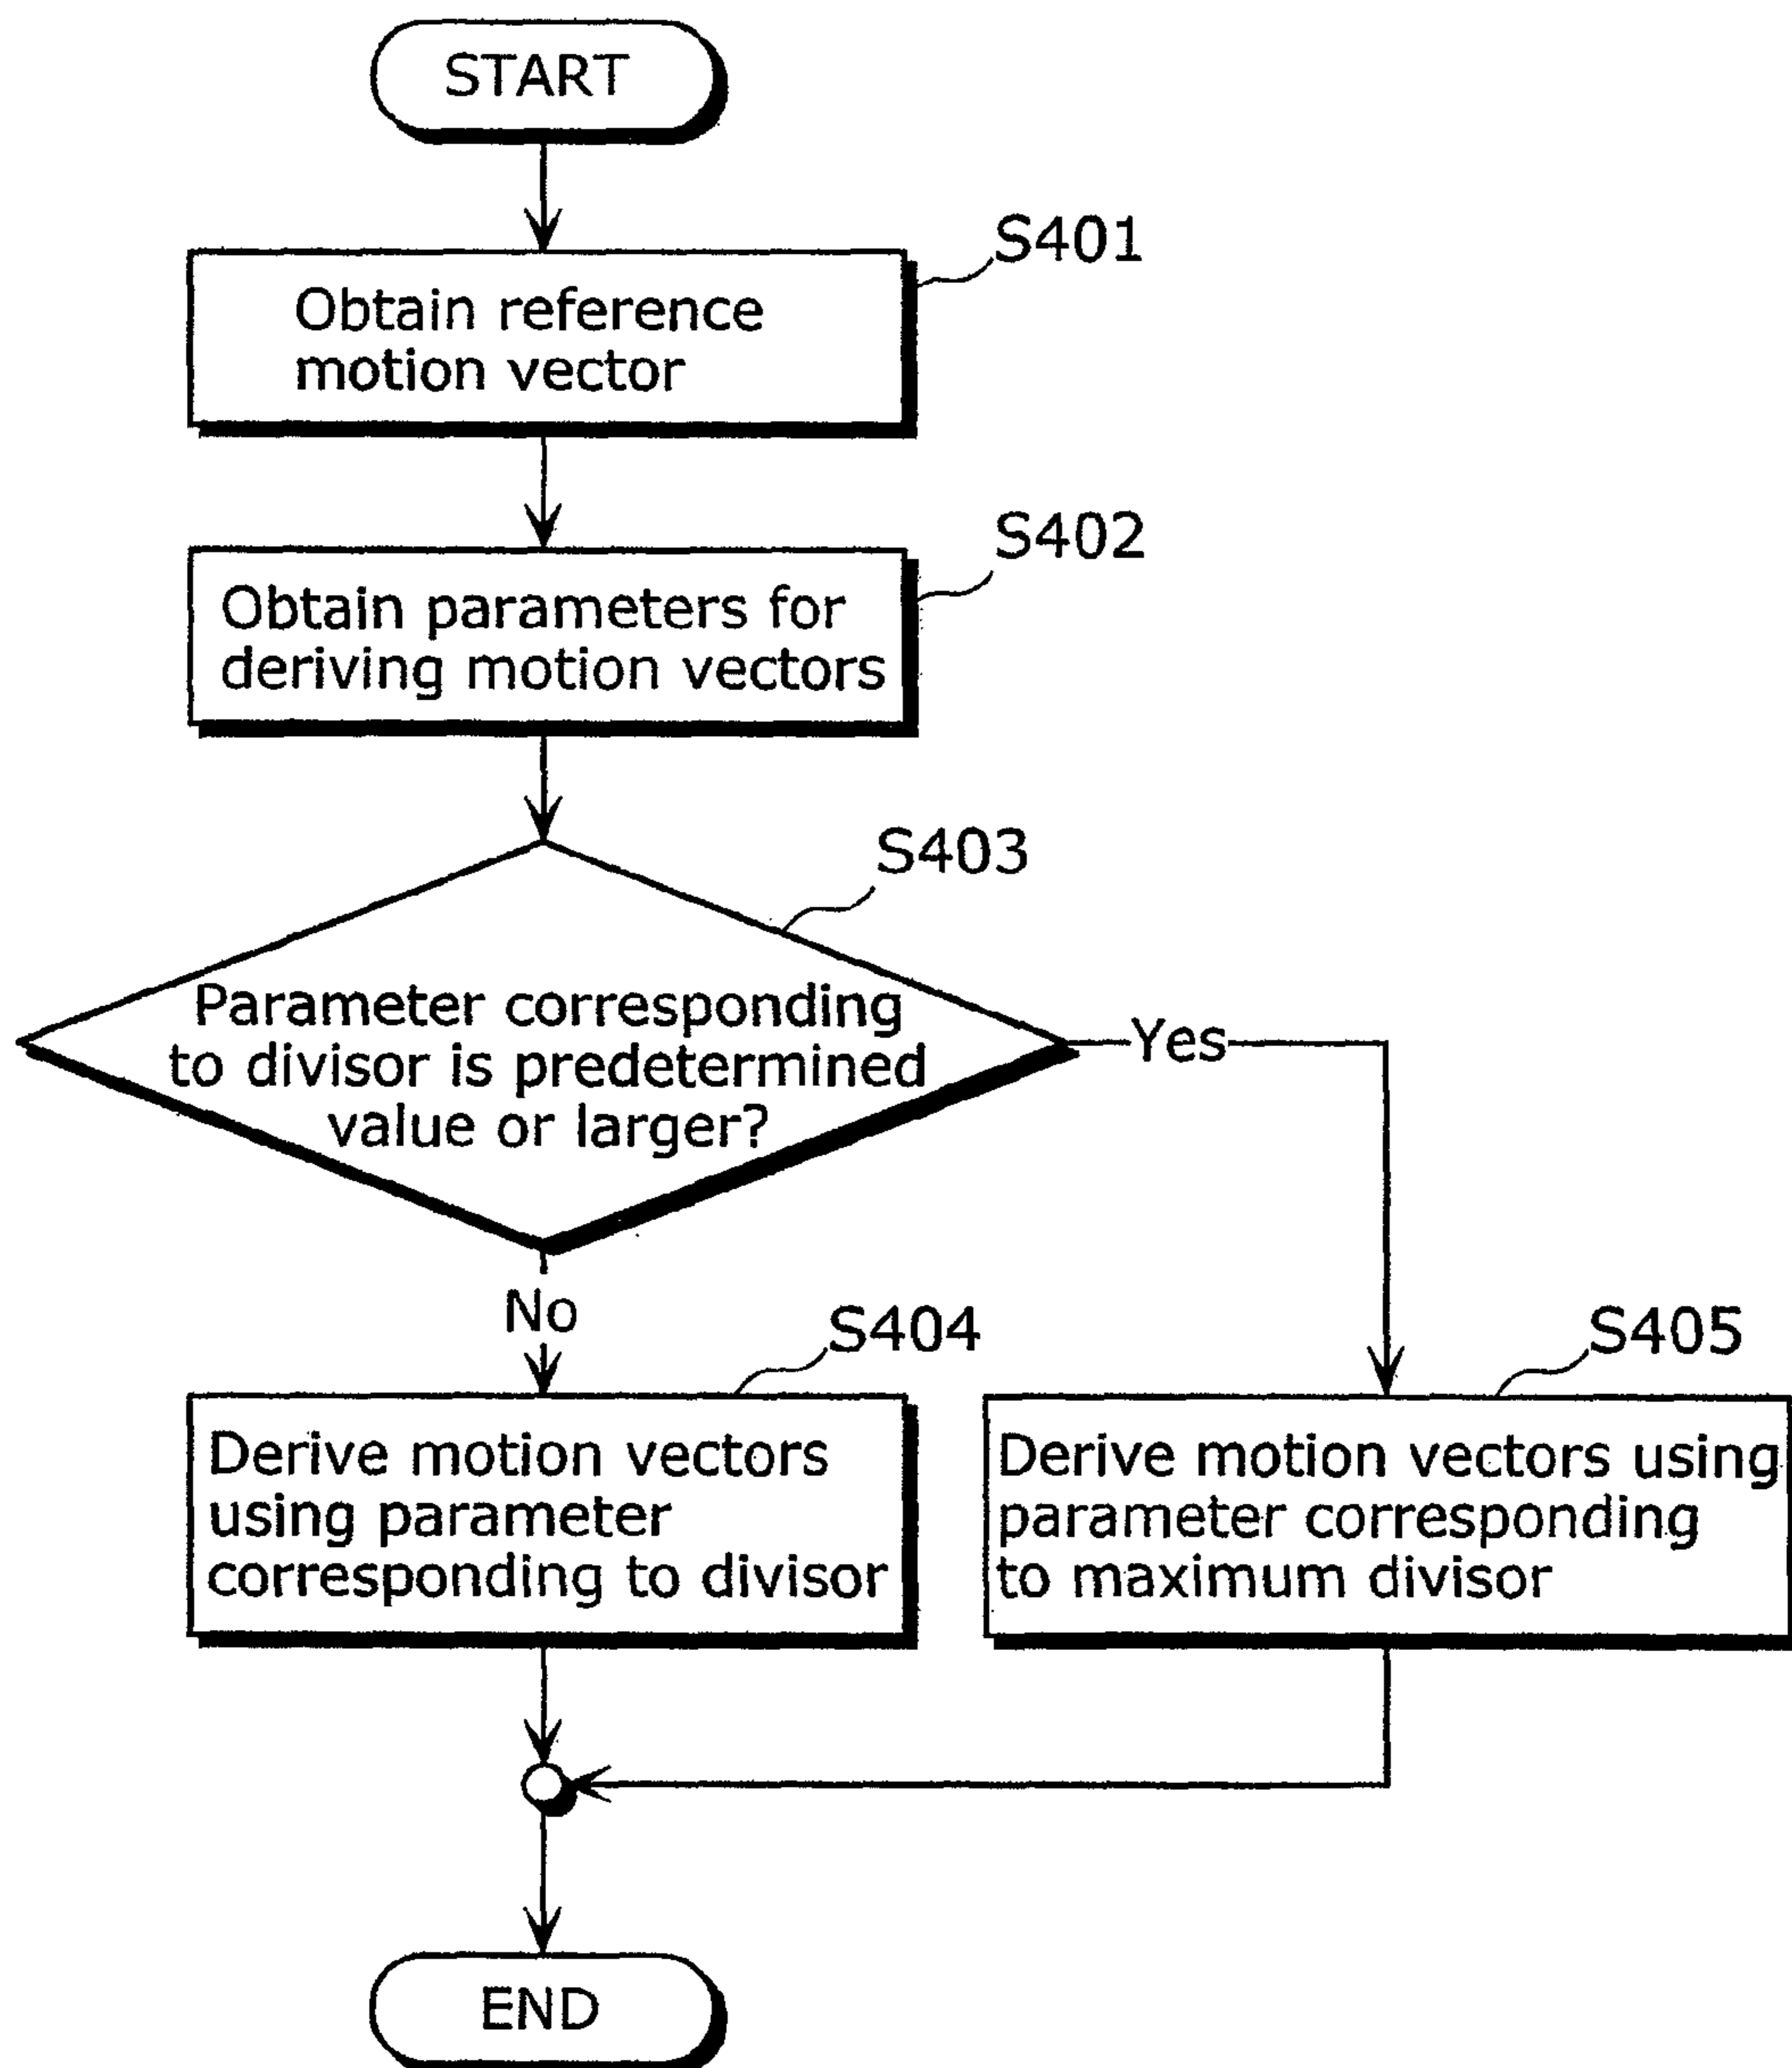 START
S401
Obtain reference
motion vector
S402
Obtain parameters for
deriving motion vectors
S403
Parameter corresponding
to divisor is predetermined
value or larger?
Yes
No
S404
Derive motion vectors
using parameter
corresponding to divisor
S405
Derive motion vectors using
parameter corresponding
to maximum divisor
END